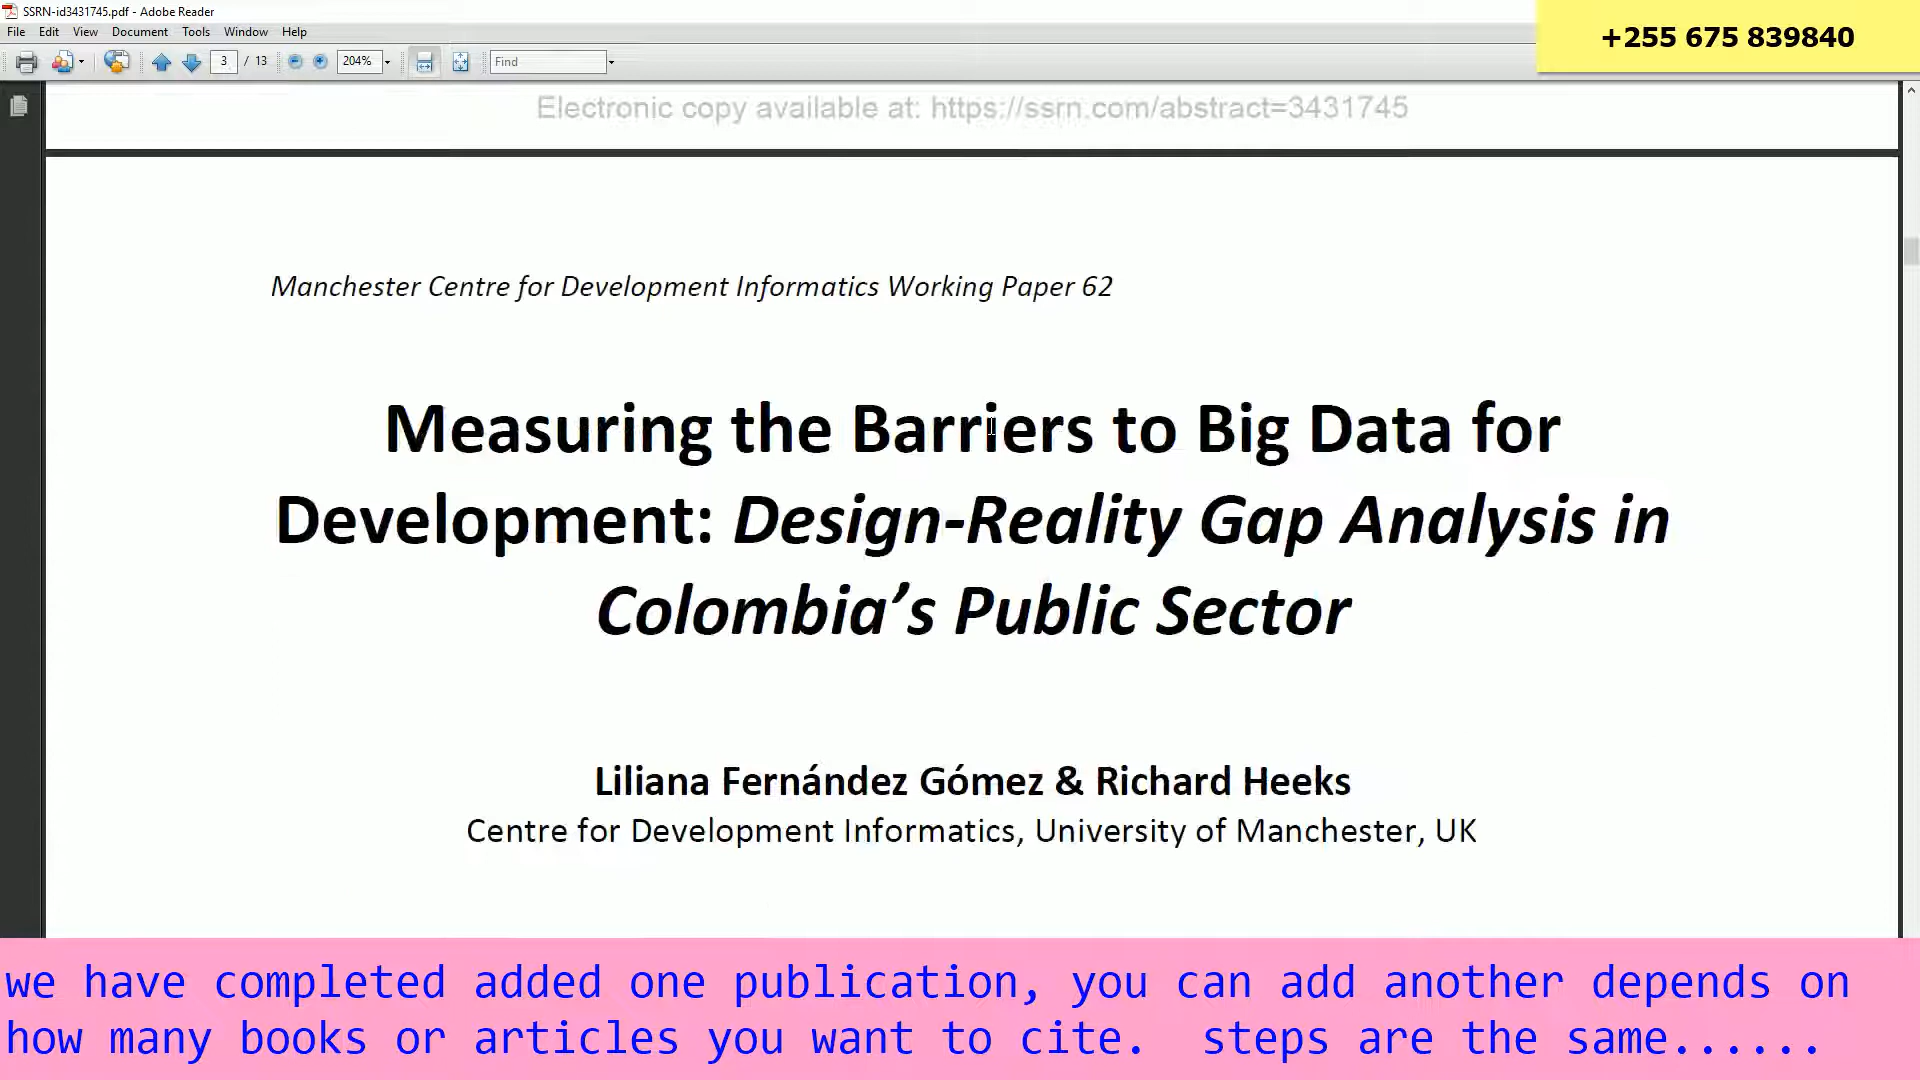 SSRN-id3431745.pdf - Adobe Reader
File Edit View Document Tools Window Help
+255 675 839840
3 / 13 204% Find
Electronic copy available at: https://ssrn.com/abstract=3431745
Manchester Centre for Development Informatics Working Paper 62
Measuring the Barriers to Big Data for
Development: Design-Reality Gap Analysis in
Colombia’s Public Sector
Liliana Fernández Gómez & Richard Heeks
Centre for Development Informatics, University of Manchester, UK
we have completed added one publication, you can add another depends on
how many books or articles you want to cite. steps are the same......